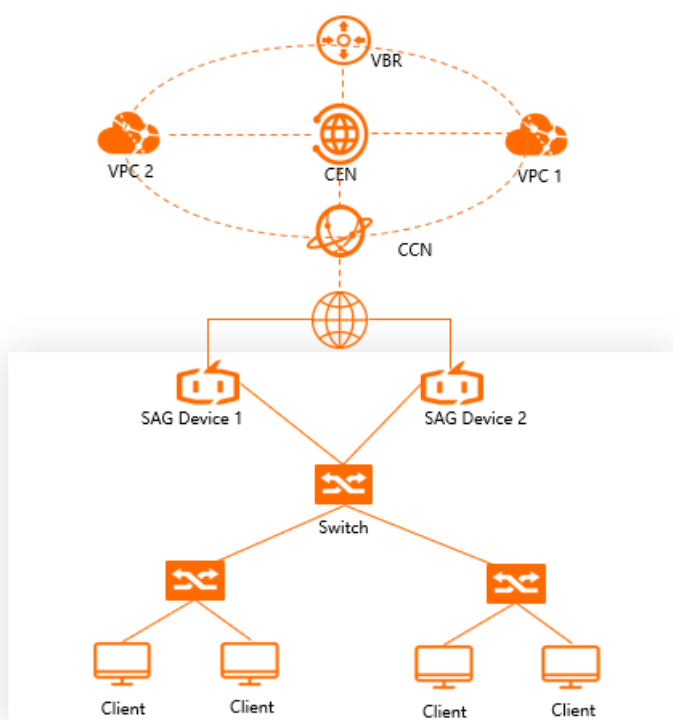 VBR
VPC 2
CEN
VPC 1
CCN
SAG Device 1
SAG Device 2
Switch
Client
Client
Client
Client